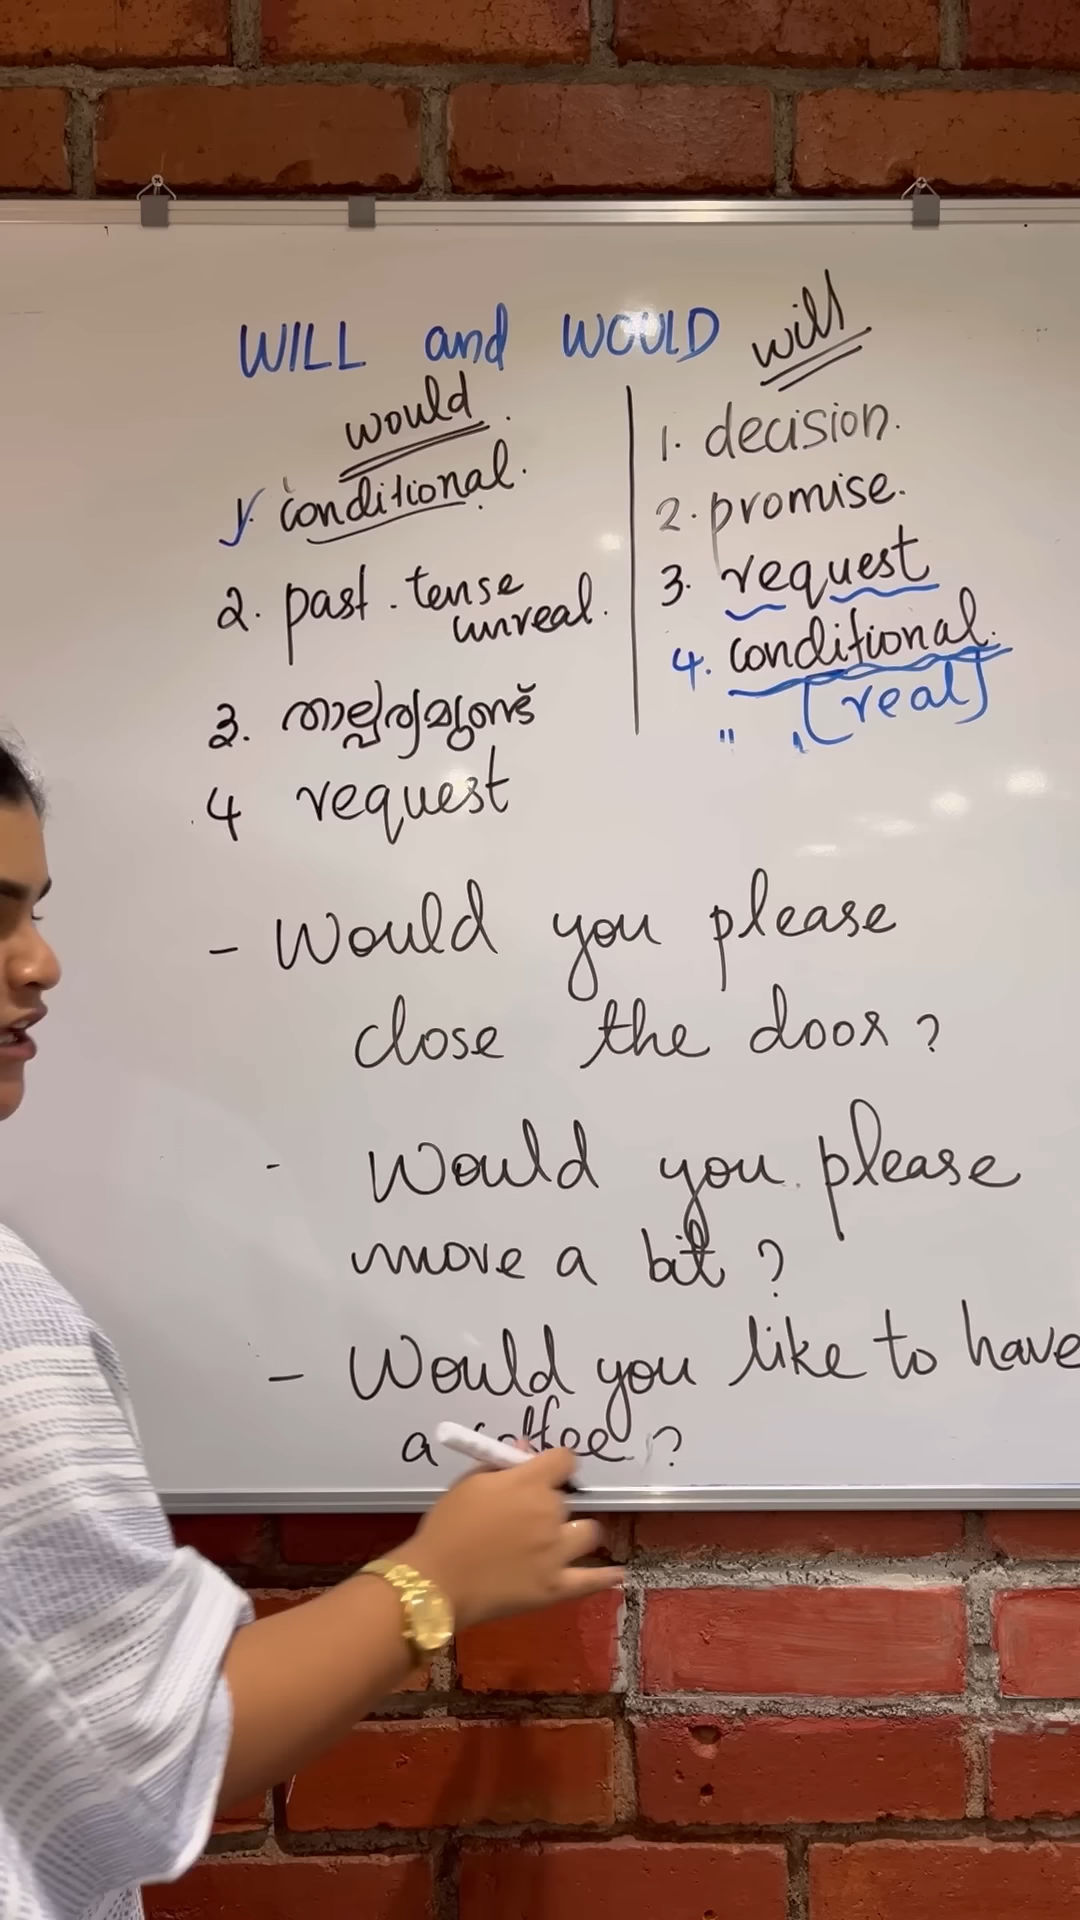 WILL and WOULD
would
1. conditional.
2. past tense
unreal.
3. താല്പര്യമുണ്ട്
4 request
will
1. decision.
2. promise.
3. request
4. conditional.
" , [real]
- Would you please
close the door?
- Would you please
move a bit?
- Would you like to have
a coffee?